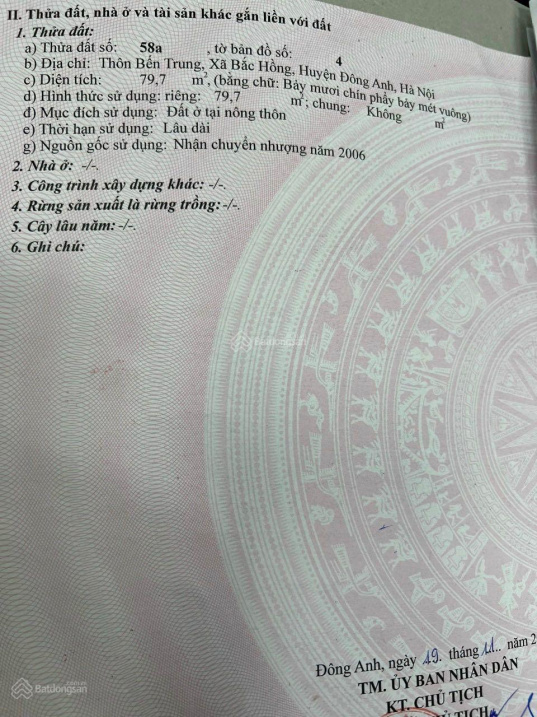 II. Thửa đất, nhà ở và tài sản khác gắn liền với đất
1. Thửa đất:
a) Thửa đất số: 58a , tờ bản đồ số: 4
b) Địa chỉ: Thôn Bến Trung, Xã Bắc Hồng, Huyện Đông Anh, Hà Nội
c) Diện tích: 79,7 m², (bằng chữ: Bảy mươi chín phẩy bảy mét vuông)
d) Hình thức sử dụng: riêng: 79,7 m²; chung: Không m²
đ) Mục đích sử dụng: Đất ở tại nông thôn
e) Thời hạn sử dụng: Lâu dài
g) Nguồn gốc sử dụng: Nhận chuyển nhượng năm 2006
2. Nhà ở: -/-.
3. Công trình xây dựng khác: -/-.
4. Rừng sản xuất là rừng trồng: -/-.
5. Cây lâu năm: -/-.
6. Ghi chú:
Batdongsan
Đông Anh, ngày 19. tháng 11.. năm 2
TM. ỦY BAN NHÂN DÂN
KT. CHỦ TỊCH
Batdongsan
.com.vn